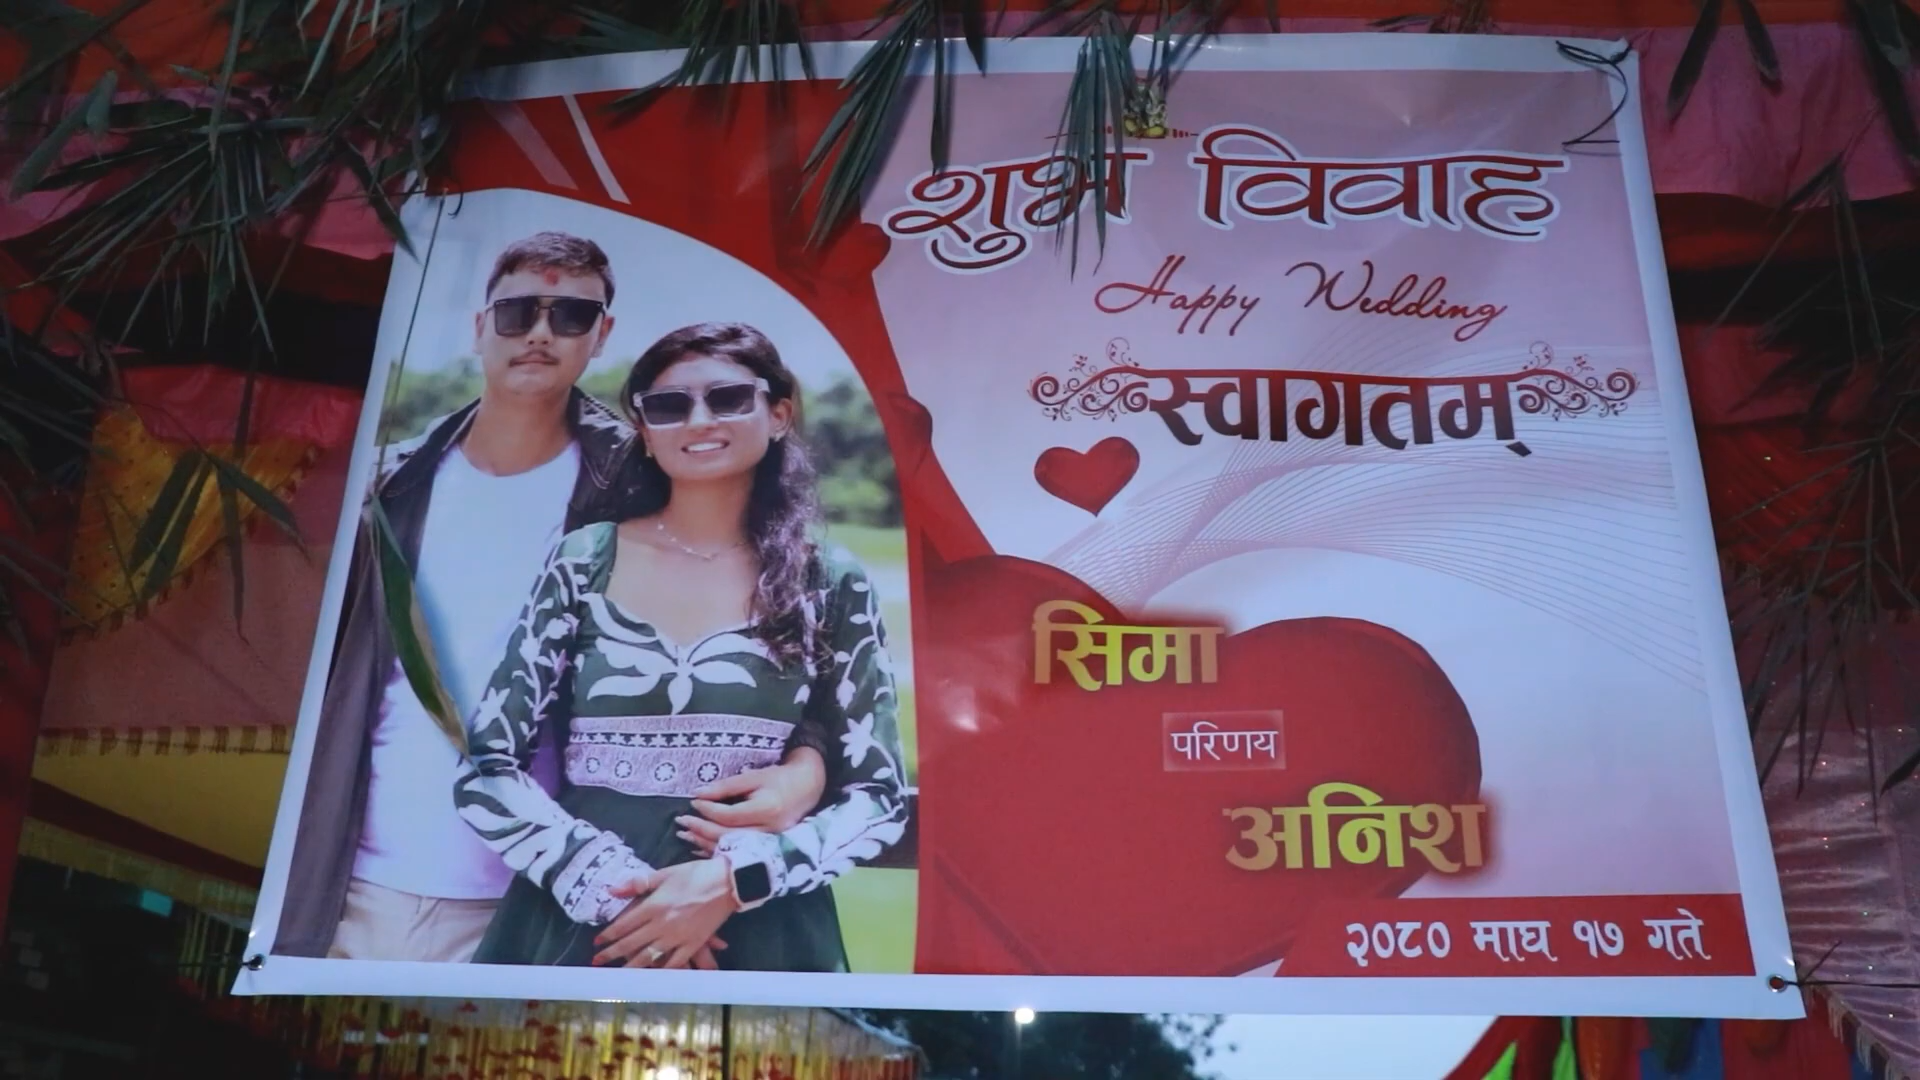 शुभ विवाह
Happy Wedding
स्वागतम्
सिमा
परिणय
अनिश
२०८० माघ १७ गते